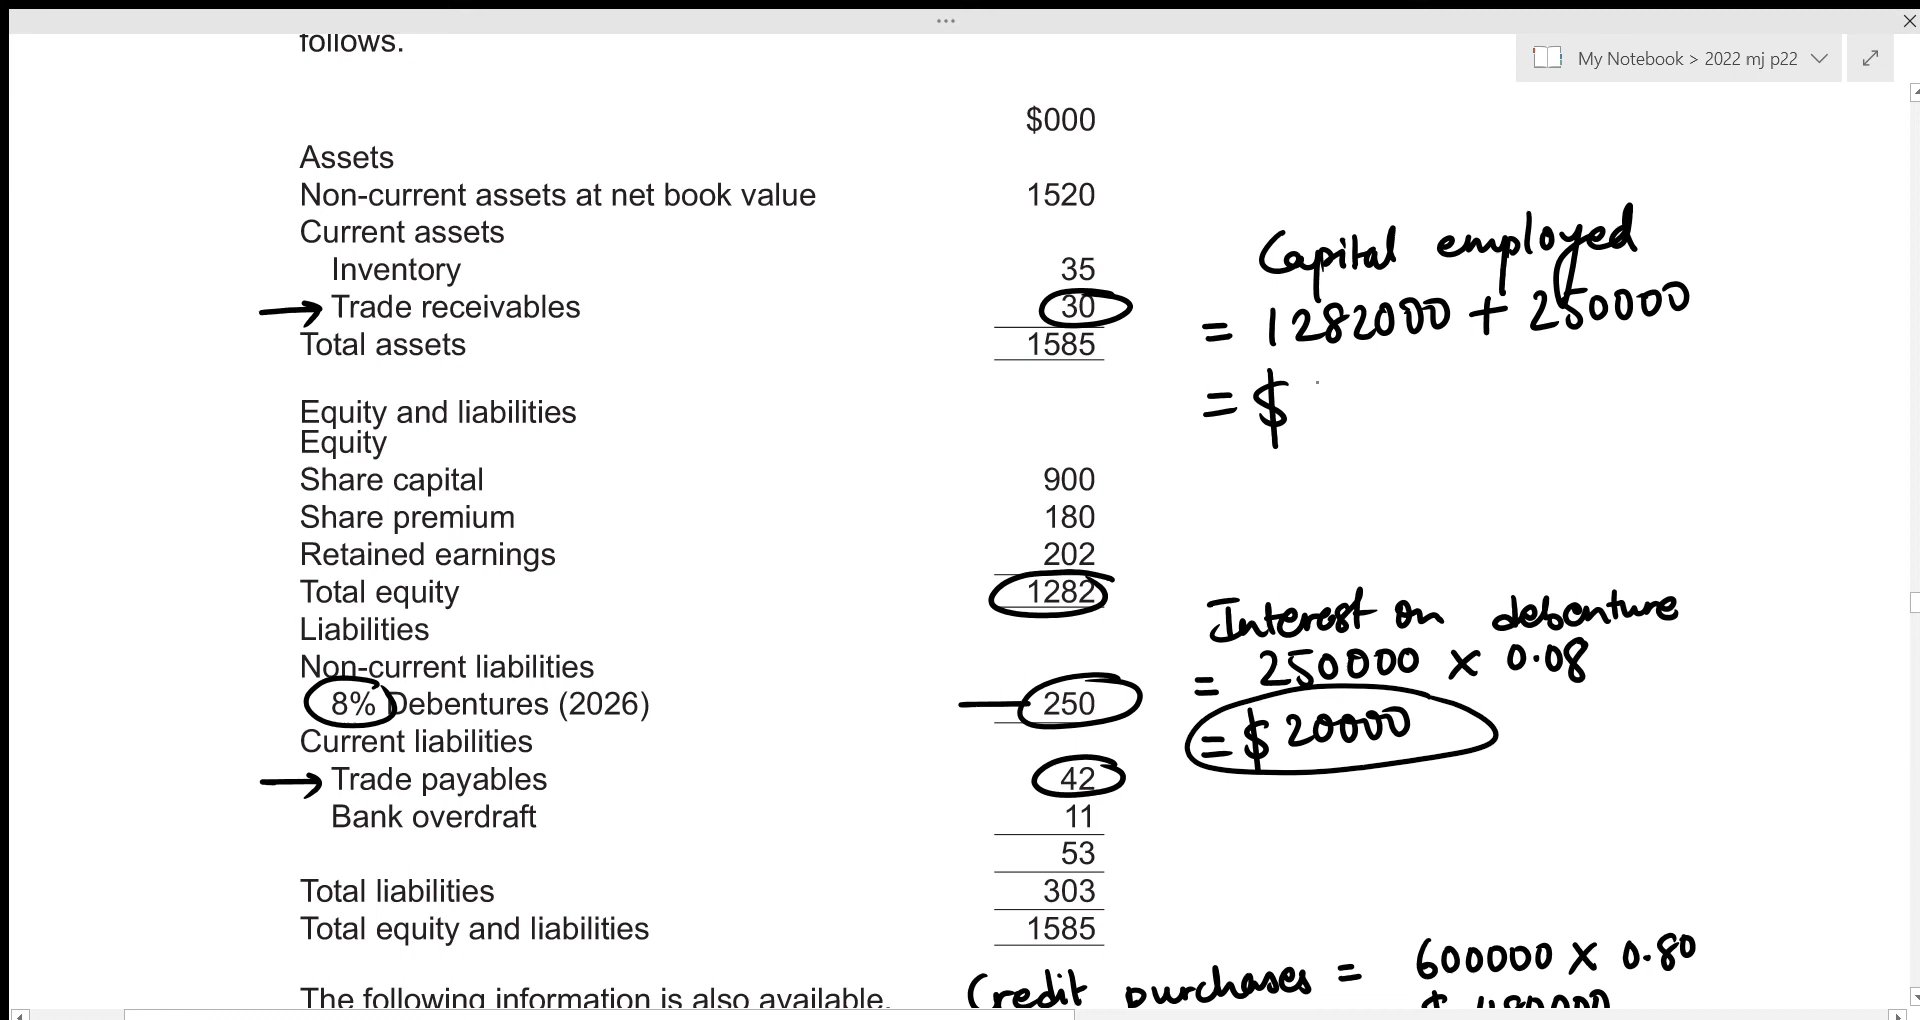 follows.
My Notebook > 2022 mj p22
$000
Assets
Non-current assets at net book value 1520
Current assets
Inventory 35
Trade receivables 30
Total assets 1585
Equity and liabilities
Equity
Share capital 900
Share premium 180
Retained earnings 202
Total equity 1282
Liabilities
Non-current liabilities
8% Debentures (2026) 250
Current liabilities
Trade payables 42
Bank overdraft 11
53
Total liabilities 303
Total equity and liabilities 1585
The following information is also available.
Capital employed
= 1282000 + 250000
= $
Interest on debenture
= 250000 x 0.08
= $ 20000
Credit purchases = 600000 x 0.80
$ 480000